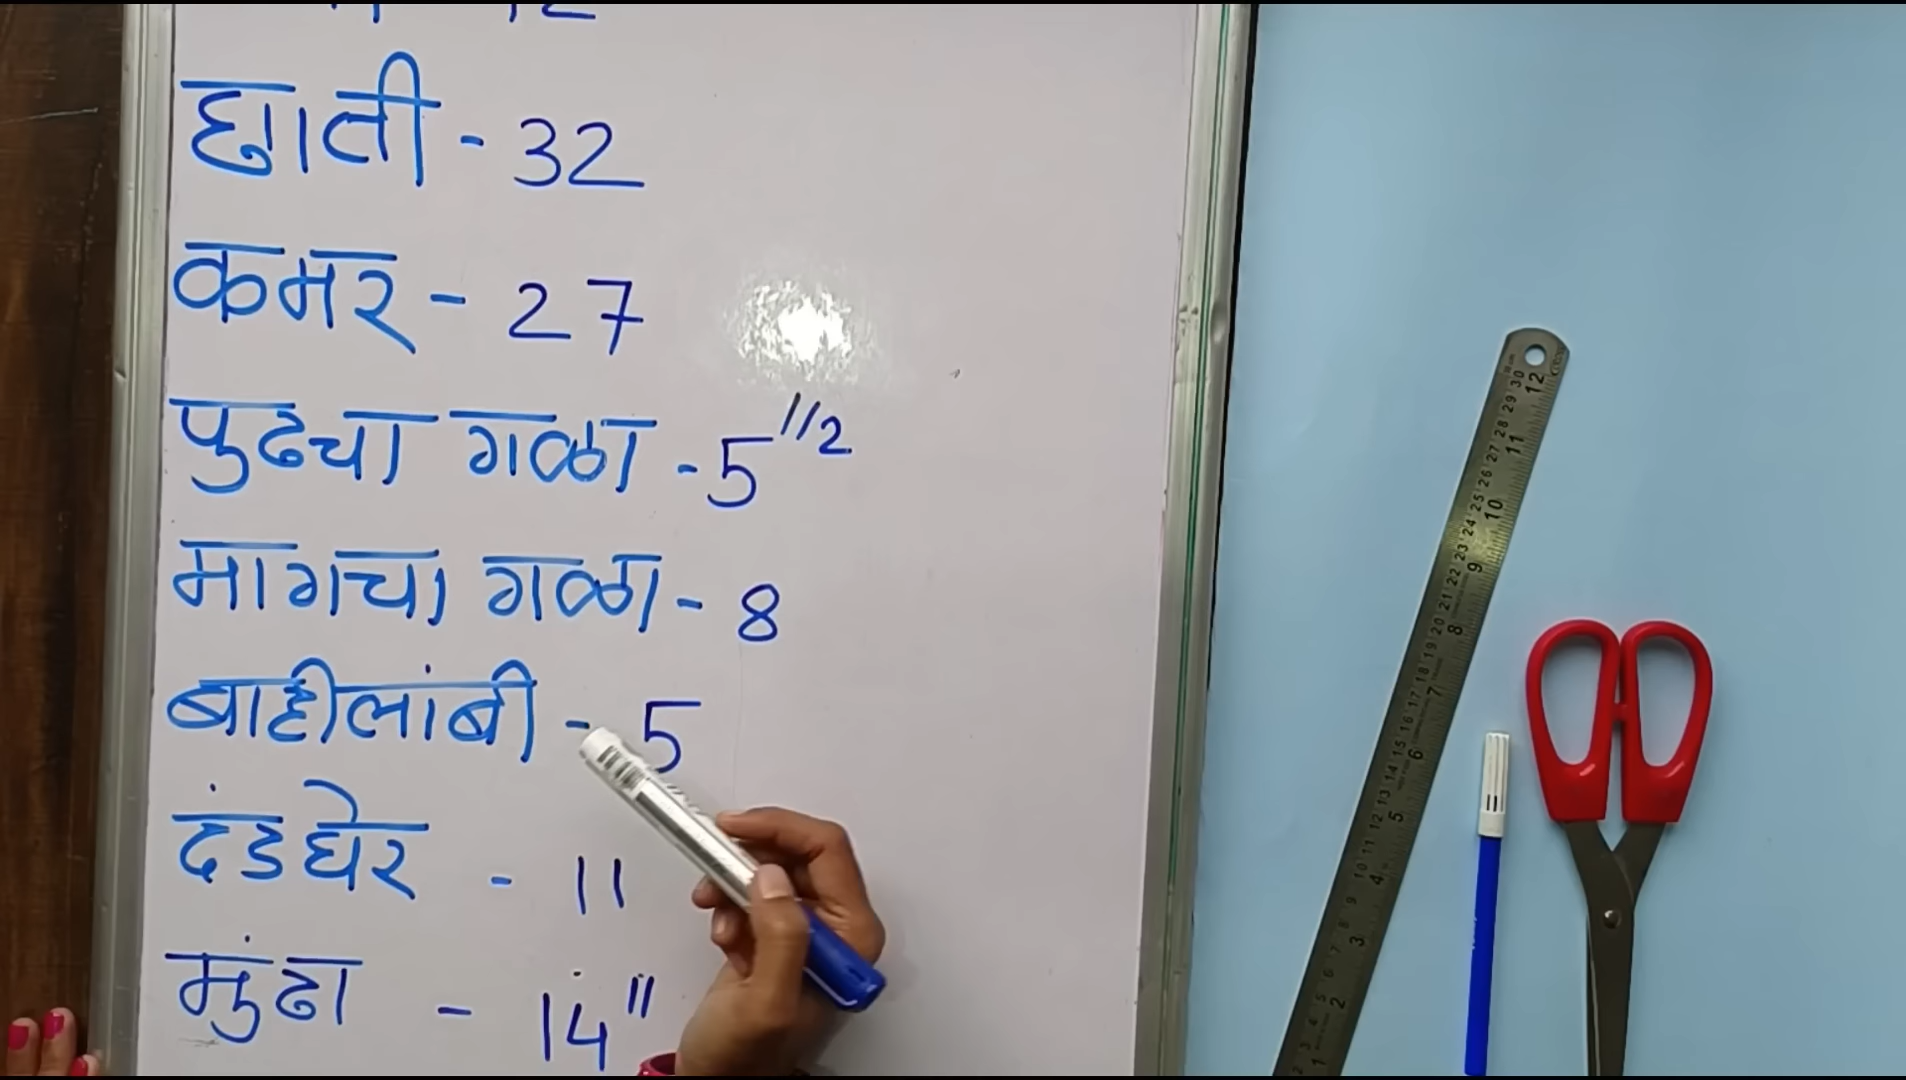 छाती - 32
कमर - 27
पुढचा गळा - 5 1/2
मागचा गळा - 8
बाहीलांबी - 5
दंडघेर - 11
मुंढा - 14"